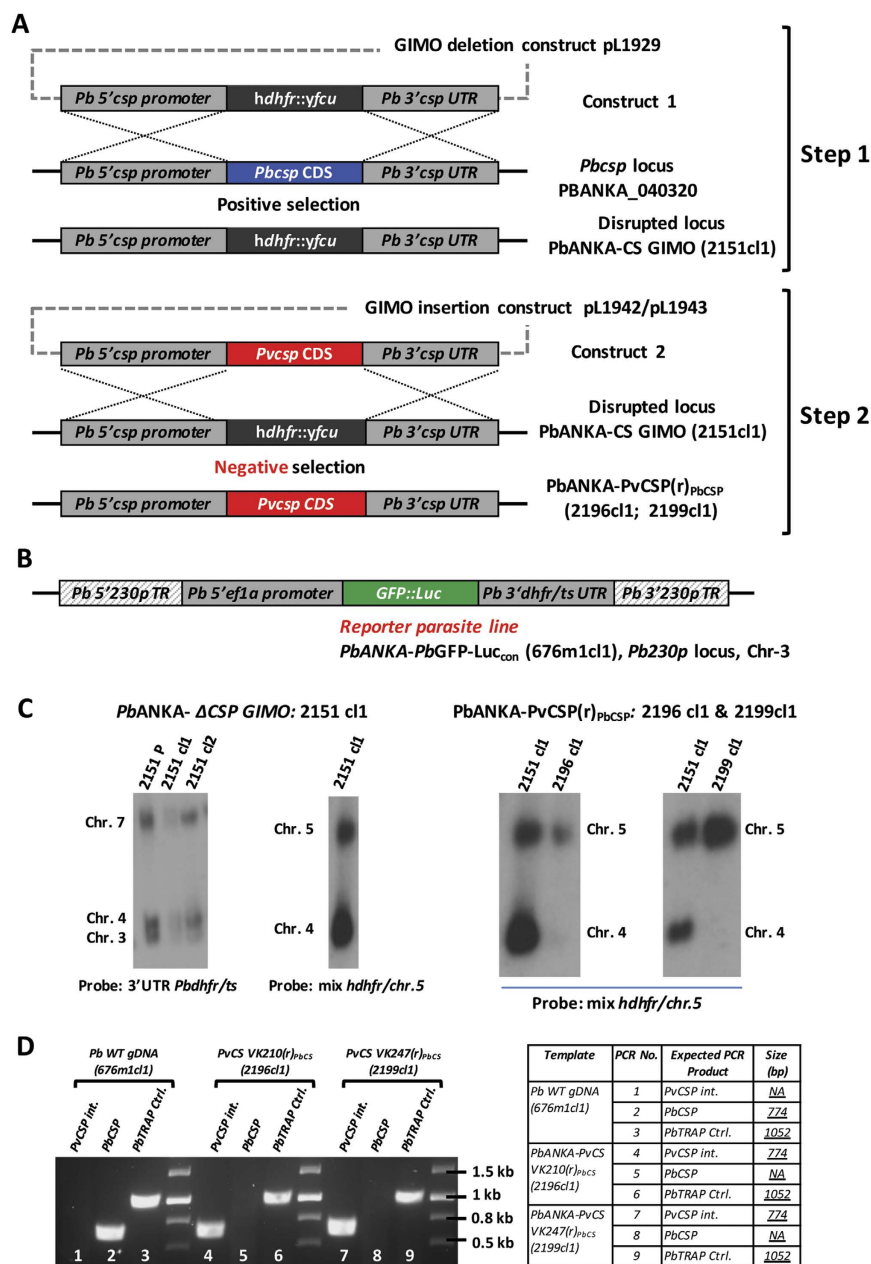 A
GIMO deletion construct pL1929
Pb 5'csp promoter hdhfr::yfcu Pb 3'csp UTR
Construct 1
Pb 5'csp promoter Pbcsp CDS Pb 3'csp UTR
Pbcsp locus
PBANKA_040320
Positive selection
Pb 5'csp promoter hdhfr::yfcu Pb 3'csp UTR
Disrupted locus
PbANKA-CS GIMO (2151cl1)
Step 1
GIMO insertion construct pL1942/pL1943
Pb 5'csp promoter Pvcsp CDS Pb 3'csp UTR
Construct 2
Pb 5'csp promoter hdhfr::yfcu Pb 3'csp UTR
Disrupted locus
PbANKA-CS GIMO (2151cl1)
Negative selection
Pb 5'csp promoter Pvcsp CDS Pb 3'csp UTR
PbANKA-PvCSP(r)PbCSP
(2196cl1; 2199cl1)
Step 2
B
Pb 5'230p TR Pb 5'ef1a promoter GFP::Luc Pb 3'dhfr/ts UTR Pb 3'230p TR
Reporter parasite line
PbANKA-PbGFP-Luccon (676m1cl1), Pb230p locus, Chr-3
C
PbANKA- ΔCSP GIMO: 2151 cl1
2151 P 2151 cl1 2151 cl2
Chr. 7
Chr. 4
Chr. 3
Probe: 3'UTR Pbdhfr/ts
2151 cl1
Chr. 5
Chr. 4
Probe: mix hdhfr/chr.5
PbANKA-PvCSP(r)PbCSP: 2196 cl1 & 2199cl1
2151 cl1 2196 cl1
Chr. 5
Chr. 4
2151 cl1 2199 cl1
Chr. 5
Chr. 4
Probe: mix hdhfr/chr.5
D
Pb WT gDNA
(676m1cl1)
PvCS VK210(r)PbCS
(2196cl1)
PvCS VK247(r)PbCS
(2199cl1)
PvCSP int. PbCSP PbTRAP Ctrl. PvCSP int. PbCSP PbTRAP Ctrl. PvCSP int. PbCSP PbTRAP Ctrl.
1.5 kb
1 kb
0.8 kb
0.5 kb
1 2 3 4 5 6 7 8 9
Template PCR No. Expected PCR Product Size (bp)
Pb WT gDNA (676m1cl1) 1 PvCSP int. NA
2 PbCSP 774
3 PbTRAP Ctrl. 1052
PbANKA-PvCS VK210(r)PbCS (2196cl1) 4 PvCSP int. 774
5 PbCSP NA
6 PbTRAP Ctrl. 1052
PbANKA-PvCS VK247(r)PbCS (2199cl1) 7 PvCSP int. 774
8 PbCSP NA
9 PbTRAP Ctrl. 1052